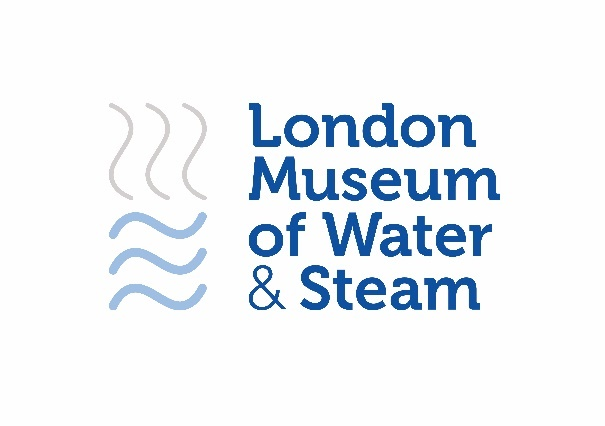 London
Museum
of Water
& Steam